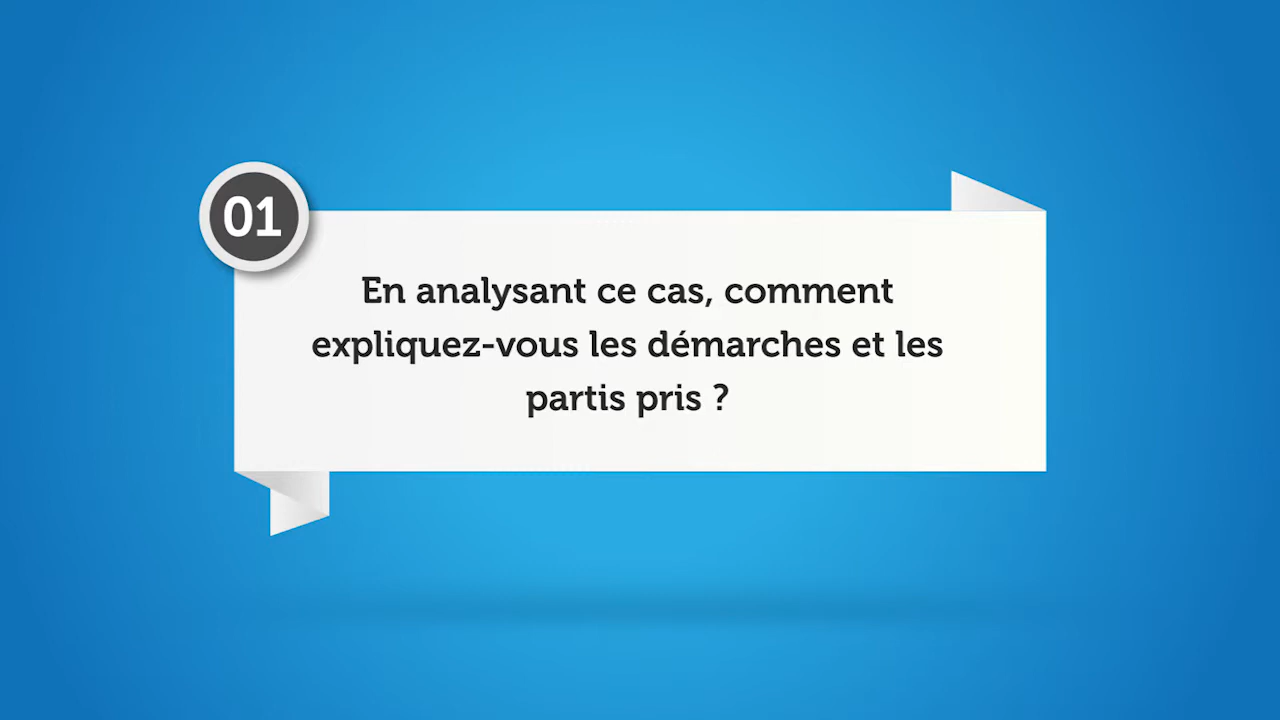 01
En analysant ce cas, comment
expliquez-vous les démarches et les
partis pris ?